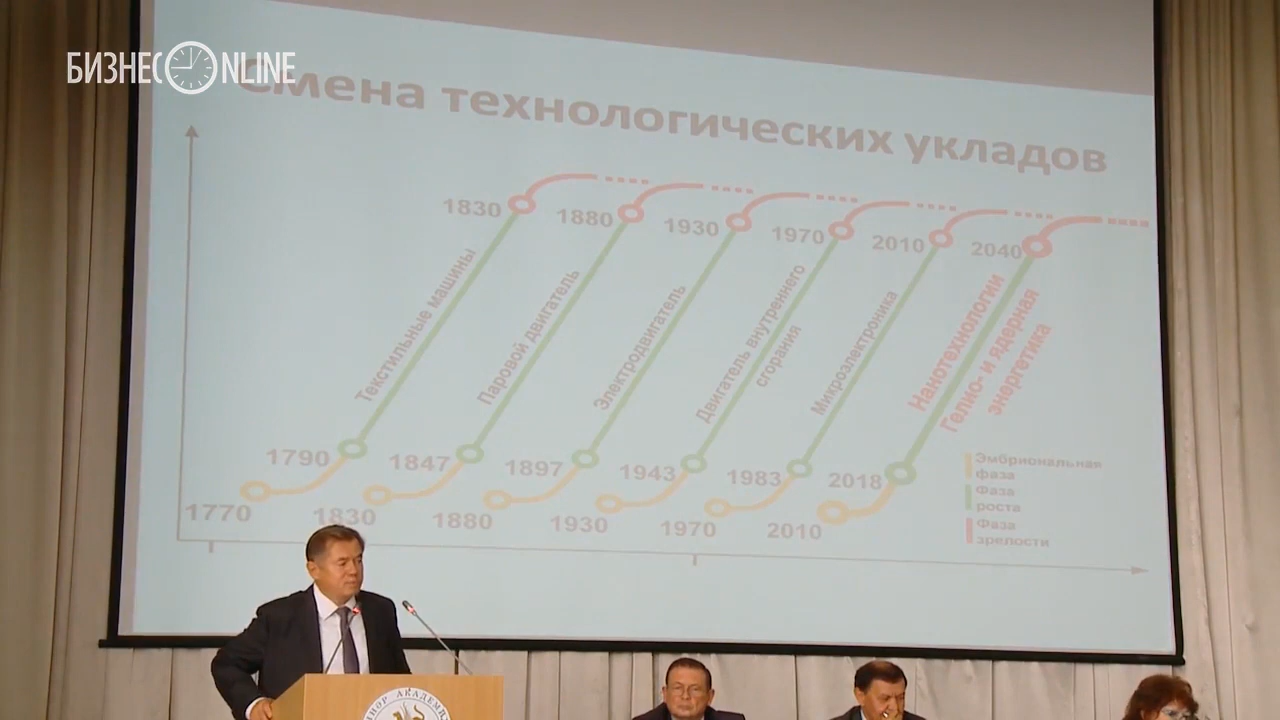 БИЗНЕС ONLINE
Смена технологических укладов
1830
1880
1930
1970
2010
2040
Текстильные машины
Паровой двигатель
Электродвигатель
Двигатель внутреннего
сгорания
Микроэлектроника
Нанотехнологии
Гелио- и ядерная
энергетика
1790
1847
1897
1943
1983
2018
1770
1830
1880
1930
1970
2010
Эмбриональная
фаза
Фаза
роста
Фаза
зрелости